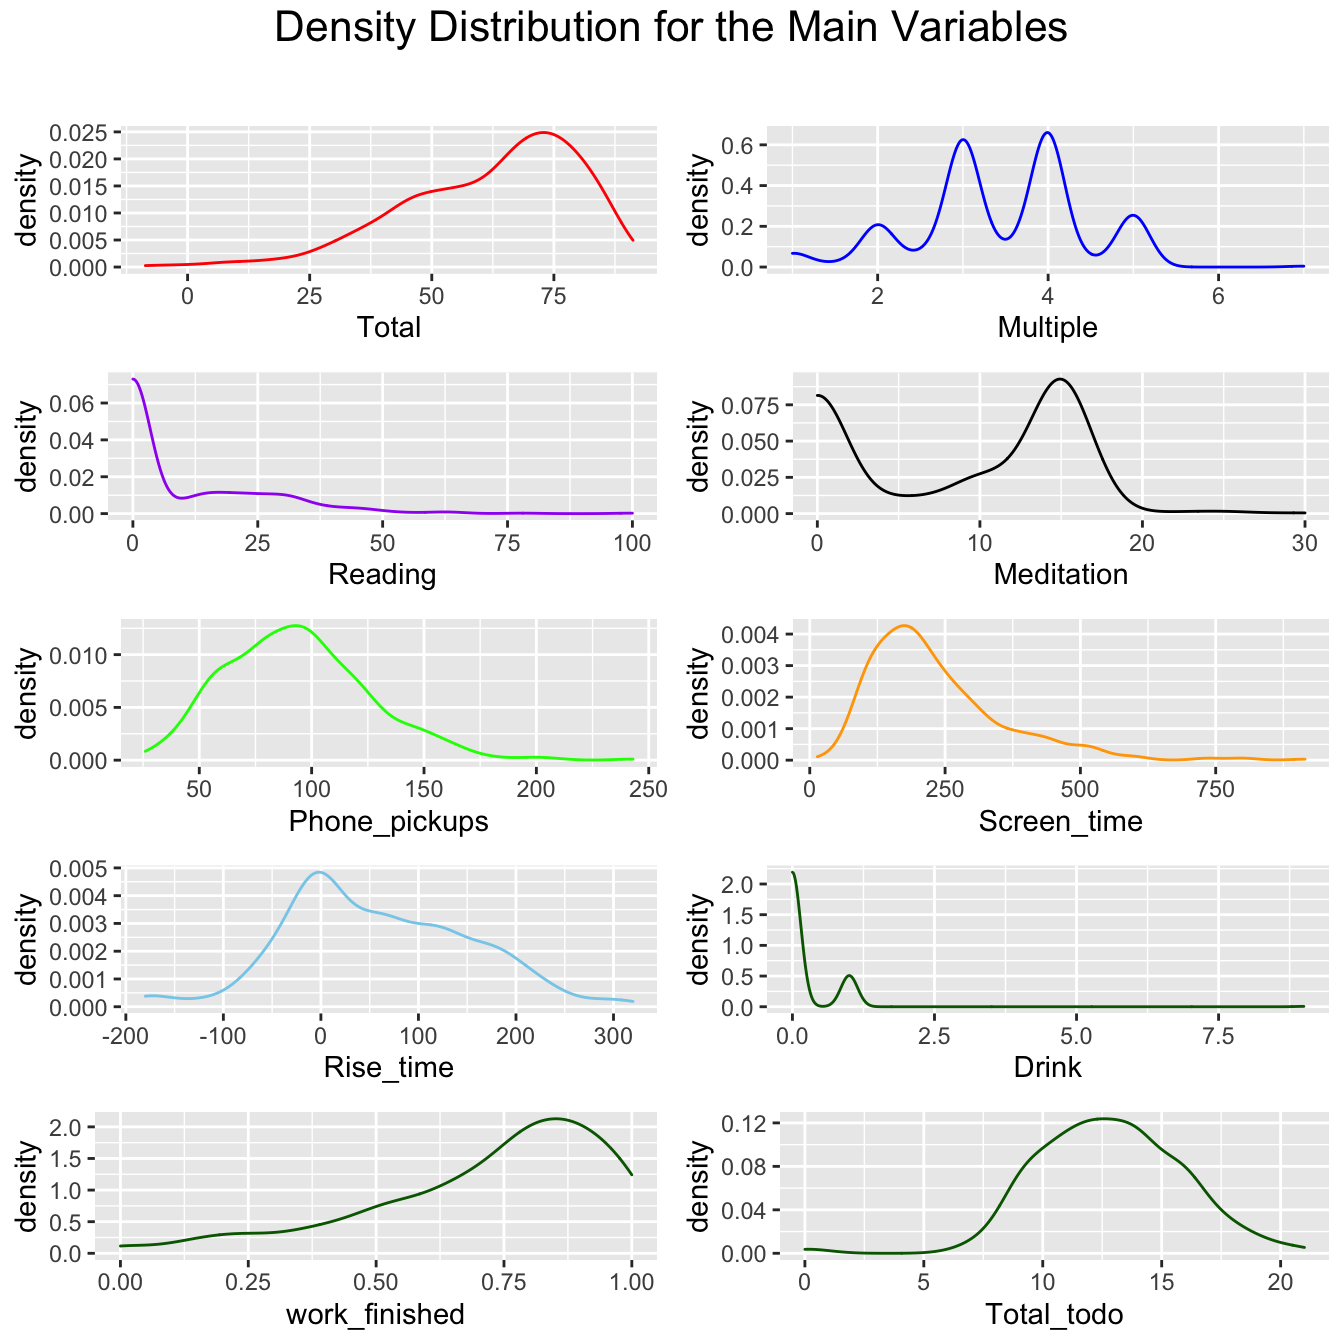 Density Distribution for the Main Variables
density
0.025
0.020
0.015
0.010
0.005
0.000
0 25 50 75
Total
density
0.6
0.4
0.2
0.0
2 4 6
Multiple
density
0.06
0.04
0.02
0.00
0 25 50 75 100
Reading
density
0.075
0.050
0.025
0.000
0 10 20 30
Meditation
density
0.010
0.005
0.000
50 100 150 200 250
Phone_pickups
density
0.004
0.003
0.002
0.001
0.000
0 250 500 750
Screen_time
density
0.005
0.004
0.003
0.002
0.001
0.000
-200 -100 0 100 200 300
Rise_time
density
2.0
1.5
1.0
0.5
0.0
0.0 2.5 5.0 7.5
Drink
density
2.0
1.5
1.0
0.5
0.0
0.00 0.25 0.50 0.75 1.00
work_finished
density
0.12
0.08
0.04
0.00
0 5 10 15 20
Total_todo